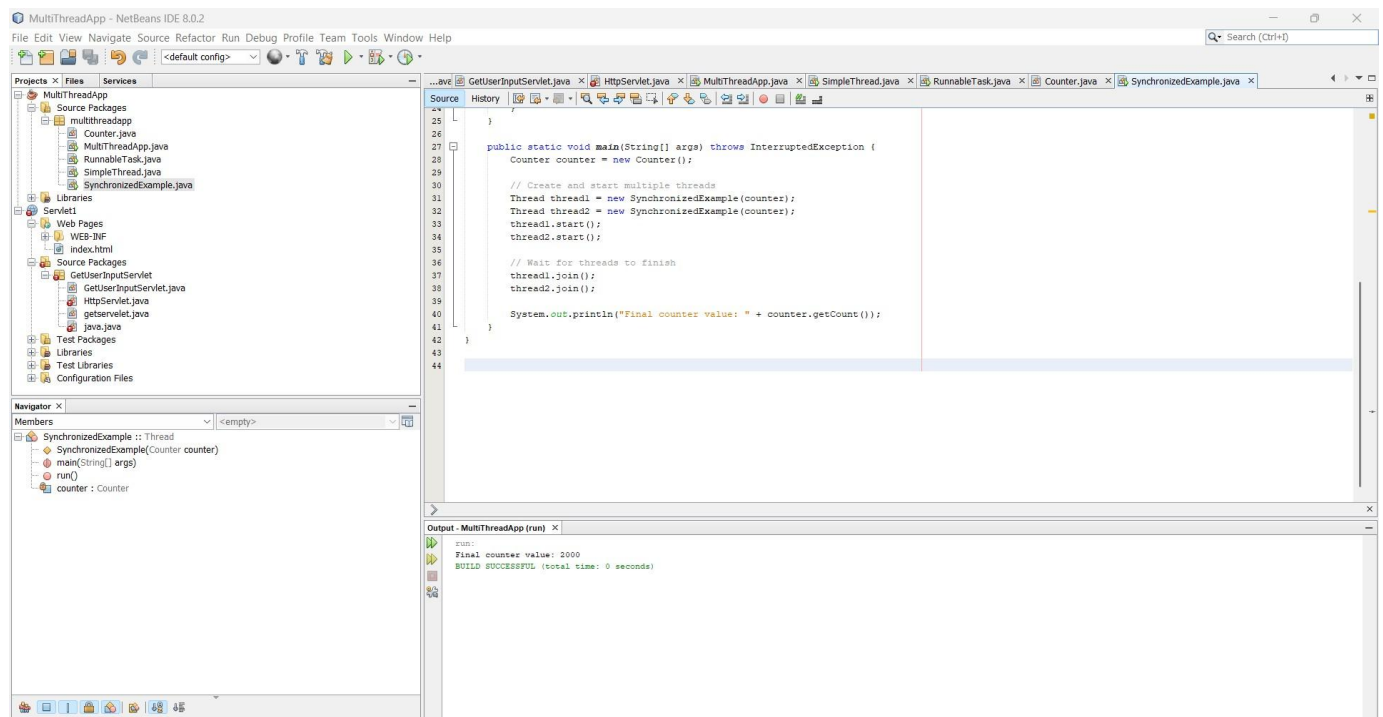 MultiThreadApp - NetBeans IDE 8.0.2
File Edit View Navigate Source Refactor Run Debug Profile Team Tools Window Help
Search (Ctrl+I)
<default config>
Projects Files Services
MultiThreadApp
Source Packages
multithreadapp
Counter.java
MultiThreadApp.java
RunnableTask.java
SimpleThread.java
SynchronizedExample.java
Libraries
Servlet1
Web Pages
WEB-INF
index.html
Source Packages
GetUserInputServlet
GetUserInputServlet.java
HttpServlet.java
getservelet.java
java.java
Test Packages
Libraries
Test Libraries
Configuration Files
Navigator
Members <empty>
SynchronizedExample :: Thread
SynchronizedExample(Counter counter)
main(String[] args)
run()
counter : Counter
...ava GetUserInputServlet.java HttpServlet.java MultiThreadApp.java SimpleThread.java RunnableTask.java Counter.java SynchronizedExample.java
Source History
24 }
25 }
26
27 public static void main(String[] args) throws InterruptedException {
28 Counter counter = new Counter();
29
30 // Create and start multiple threads
31 Thread thread1 = new SynchronizedExample(counter);
32 Thread thread2 = new SynchronizedExample(counter);
33 thread1.start();
34 thread2.start();
35
36 // Wait for threads to finish
37 thread1.join();
38 thread2.join();
39
40 System.out.println("Final counter value: " + counter.getCount());
41 }
42 }
43
44
Output - MultiThreadApp (run)
run:
Final counter value: 2000
BUILD SUCCESSFUL (total time: 0 seconds)